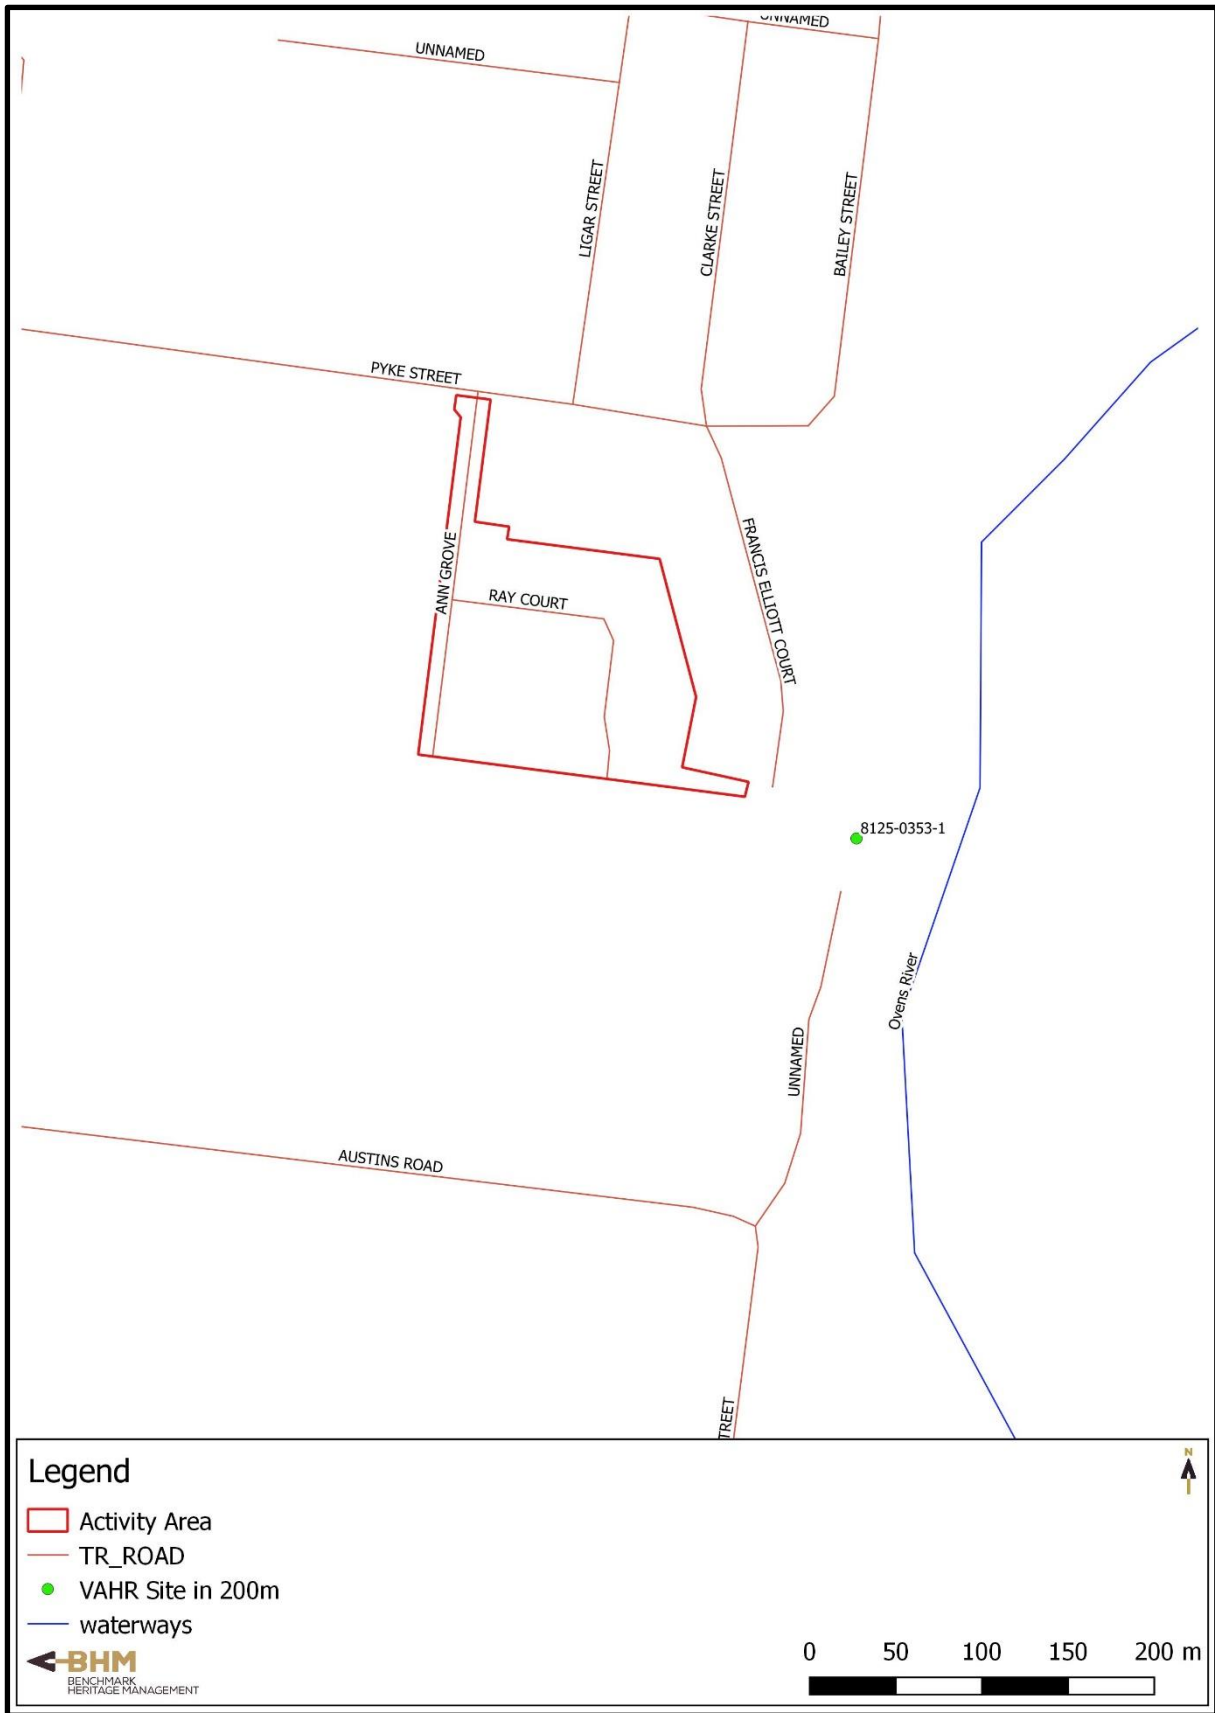 UNNAMED
UNNAMED
LIGAR STREET
CLARKE STREET
BAILEY STREET
PYKE STREET
ANN GROVE
RAY COURT
FRANCIS ELLIOTT COURT
8125-0353-1
Ovens River
UNNAMED
AUSTINS ROAD
TREET
Legend
N
Activity Area
TR_ROAD
VAHR Site in 200m
waterways
BHM
BENCHMARK
HERITAGE MANAGEMENT
0 50 100 150 200 m